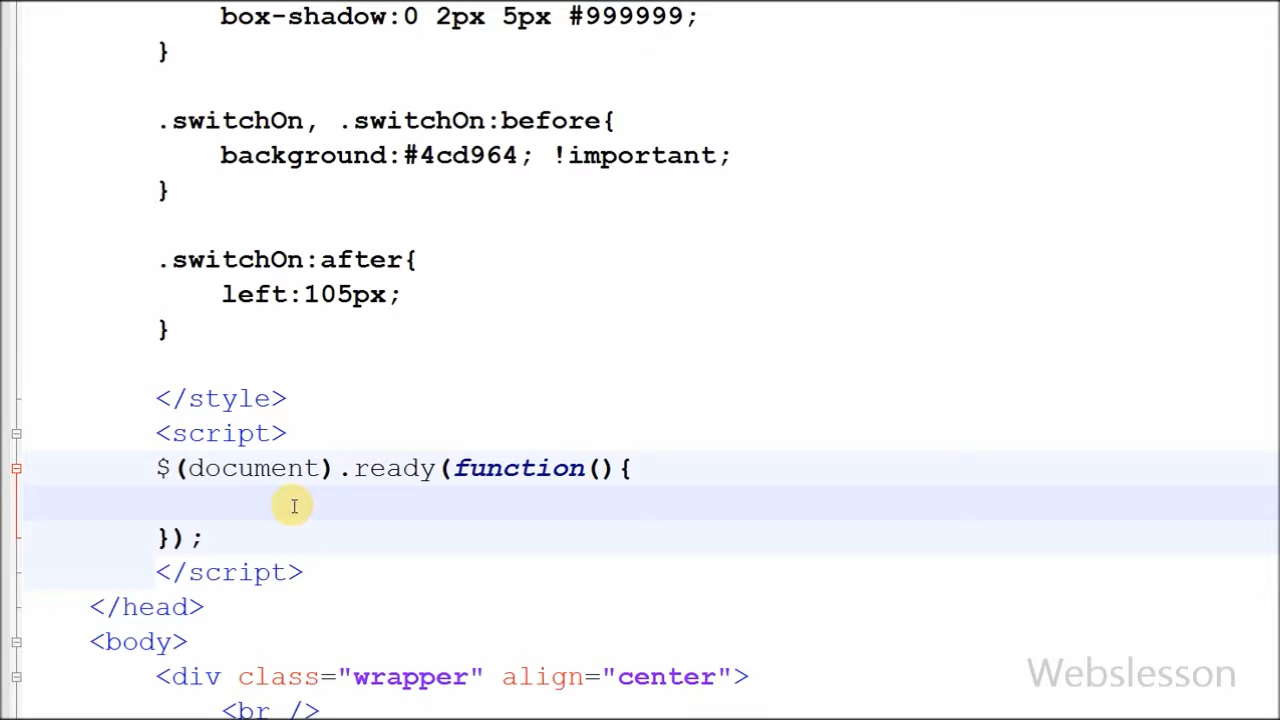 box-shadow:0 2px 5px #999999;
}
.switchOn, .switchOn:before{
background:#4cd964; !important;
}
.switchOn:after{
left:105px;
}
</style>
<script>
$(document).ready(function(){
});
</script>
</head>
<body>
<div class="wrapper" align="center">
<br />
Webslesson